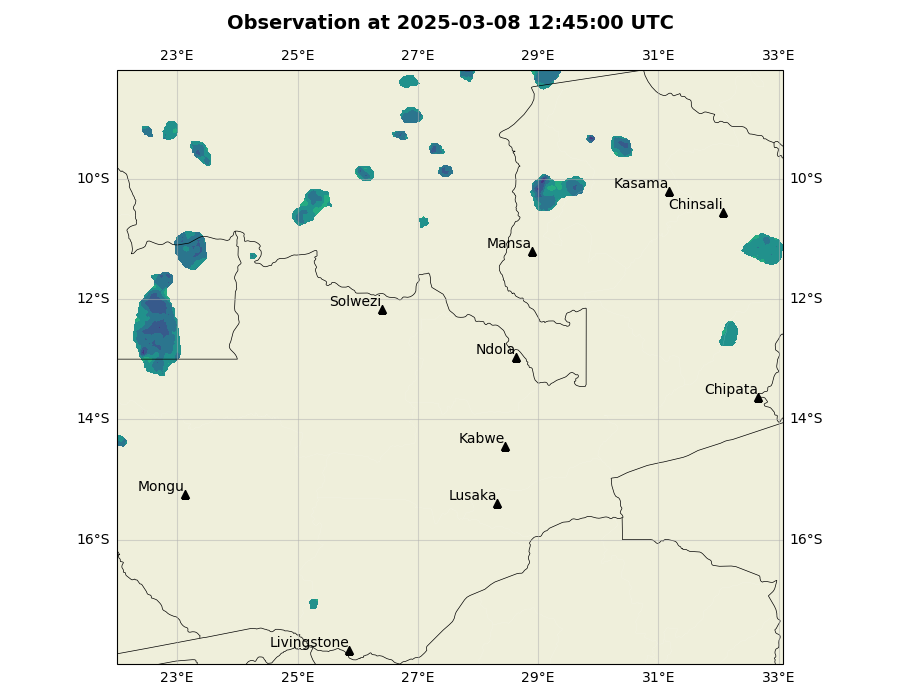 Observation at 2025-03-08 12:45:00 UTC
23°E 25°E 27°E 29°E 31°E 33°E
10°S 10°S
Kasama
Chinsali
Mansa
12°S 12°S
Solwezi
Ndola
Chipata
14°S 14°S
Kabwe
Mongu
Lusaka
16°S 16°S
Livingstone
23°E 25°E 27°E 29°E 31°E 33°E